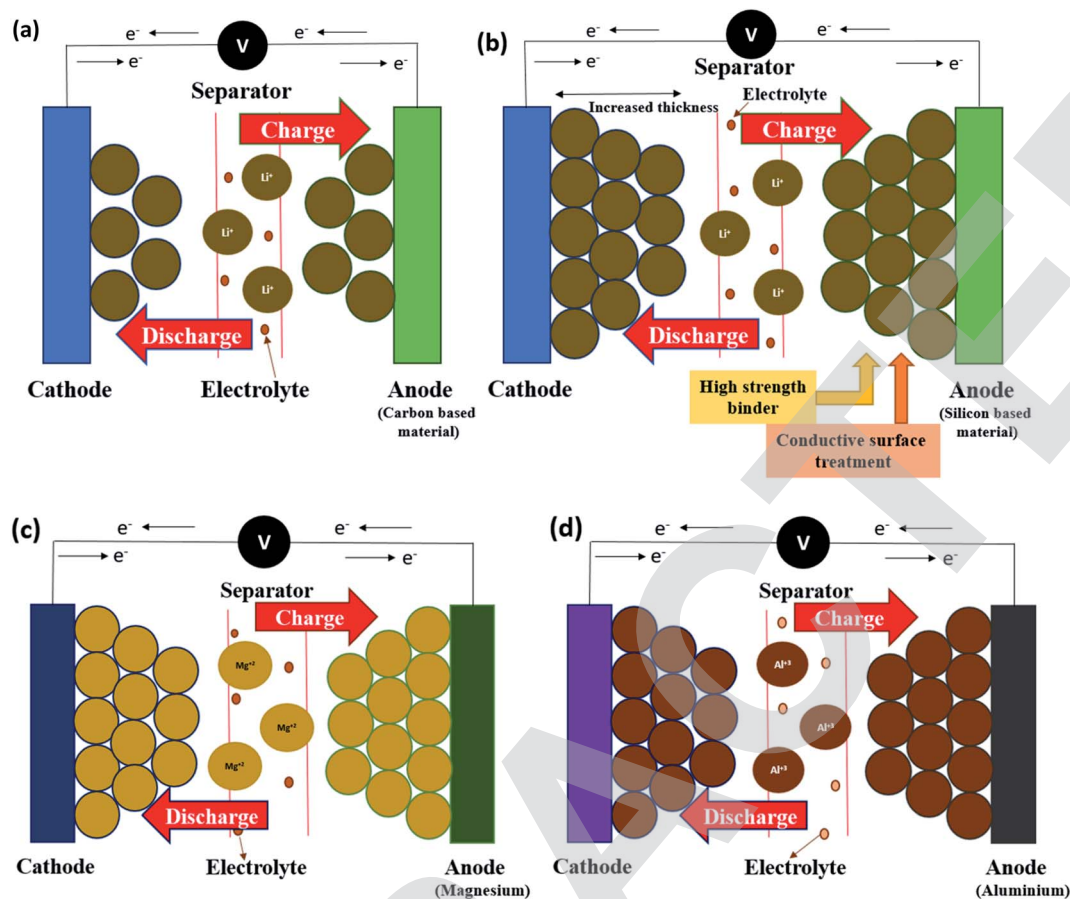 (a)
e⁻
V
e⁻
e⁻
e⁻
Separator
Charge
Li⁺
Li⁺
Li⁺
Discharge
Cathode
Electrolyte
Anode
(Carbon based
material)
(b)
e⁻
V
e⁻
e⁻
e⁻
Separator
Electrolyte
Increased thickness
Charge
Li⁺
Li⁺
Li⁺
Discharge
Cathode
High strength
binder
Anode
(Silicon based
material)
Conductive surface
treatment
(c)
e⁻
V
e⁻
e⁻
e⁻
Separator
Charge
Mg⁺²
Mg⁺²
Mg⁺²
Discharge
Cathode
Electrolyte
Anode
(Magnesium)
(d)
e⁻
V
e⁻
e⁻
e⁻
Separator
Charge
Al⁺³
Al⁺³
Al⁺³
Discharge
Cathode
Electrolyte
Anode
(Aluminium)